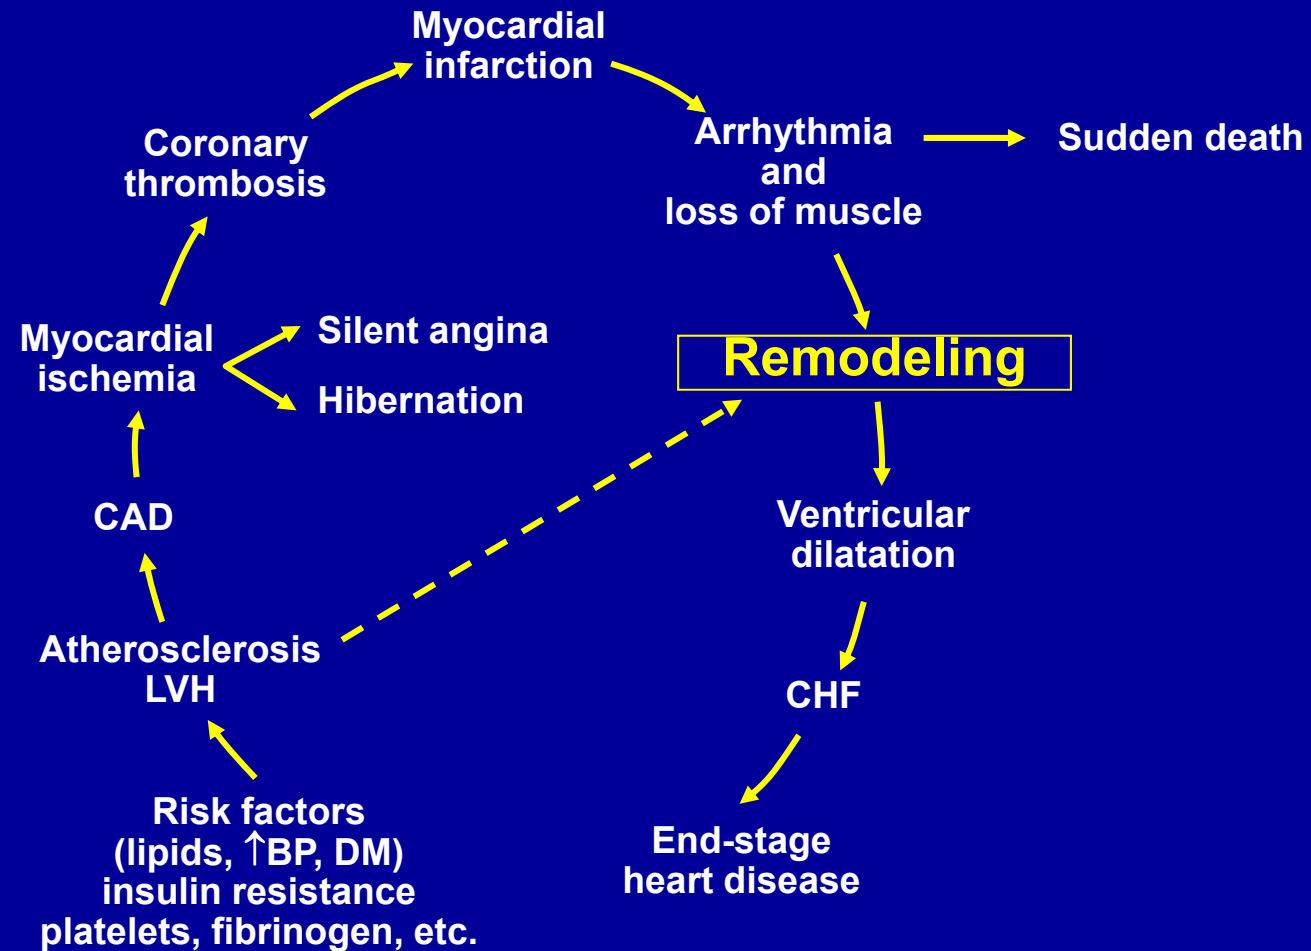 Myocardial
infarction
Coronary
thrombosis
Arrhythmia
and
loss of muscle
Sudden death
Myocardial
ischemia
Silent angina
Hibernation
Remodeling
CAD
Ventricular
dilatation
Atherosclerosis
LVH
CHF
Risk factors
(lipids, ↑BP, DM)
insulin resistance
platelets, fibrinogen, etc.
End-stage
heart disease